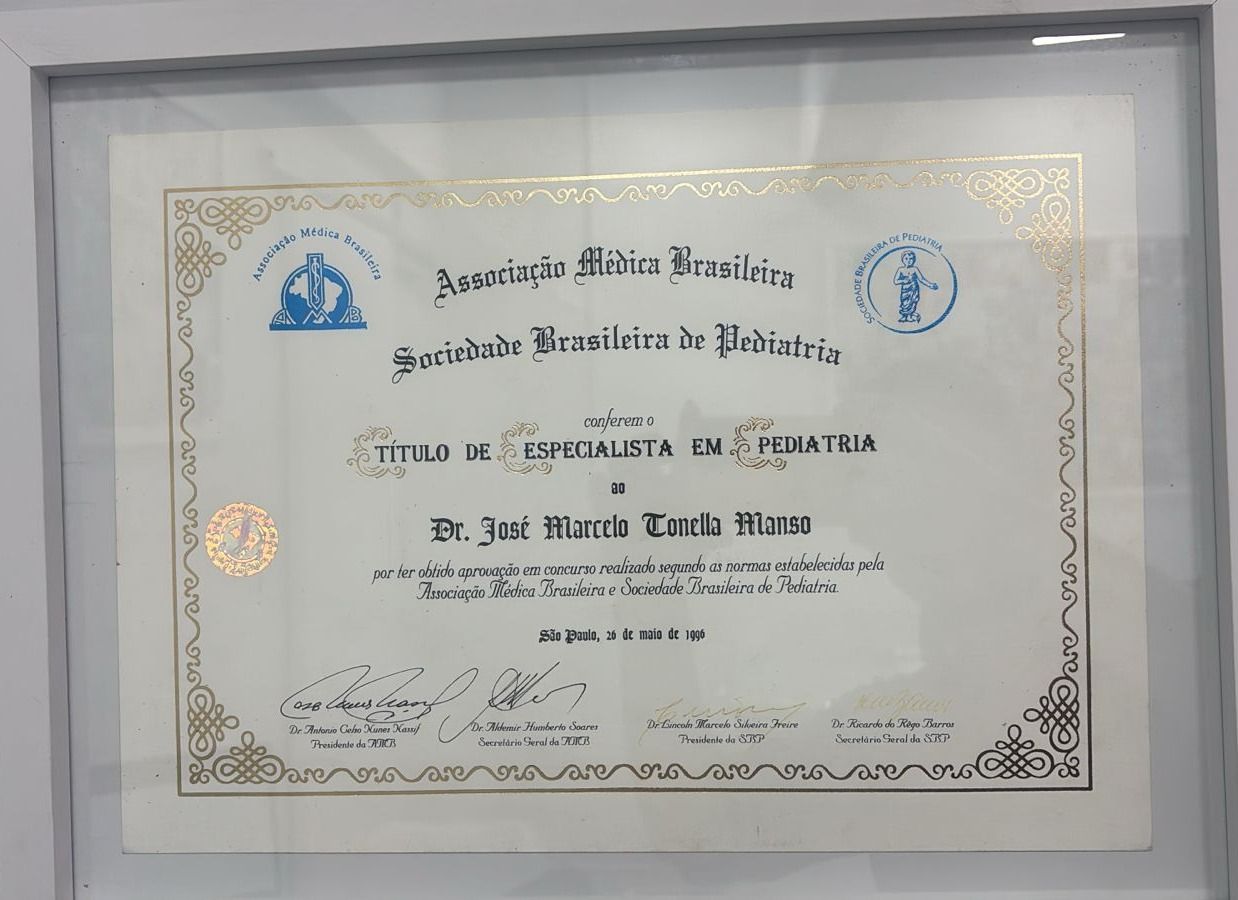 Associação Médica Brasileira
SOCIEDADE BRASILEIRA DE PEDIATRIA
Associação Médica Brasileira
Sociedade Brasileira de Pediatria
conferem o
TÍTULO DE ESPECIALISTA EM PEDIATRIA
ao
Dr. José Marcelo Tonella Manso
por ter obtido aprovação em concurso realizado segundo as normas estabelecidas pela
Associação Médica Brasileira e Sociedade Brasileira de Pediatria.
São Paulo, 26 de maio de 1996
Dr. Antonio Celso Nunes Nassif
Presidente da AMB
Dr. Aldemir Humberto Soares
Secretário Geral da AMB
Dr. Lincoln Marcelo Silveira Freire
Presidente da SBP
Dr. Ricardo do Rêgo Barros
Secretário Geral da SBP